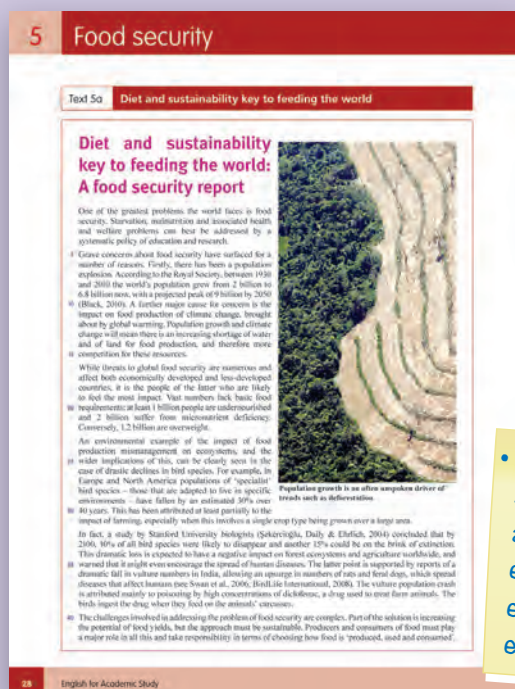 5 Food security
Text 5a Diet and sustainability key to feeding the world
Diet and sustainability
key to feeding the world:
A food security report
One of the greatest problems the world faces is food
security. Starvation, malnutrition and associated health
and welfare problems can best be addressed by a
systematic policy of education and research.
Grave concerns about food security have surfaced for a
number of reasons. Firstly, there has been a population
explosion. According to the Royal Society, between 1930
and 2010 the world's population grew from 2 billion to
6.8 billion now, with a projected peak of 9 billion by 2050
10 (Black, 2010). A further major cause for concern is the
impact on food production of climate change, brought
about by global warming. Population growth and climate
change will mean there is an increasing shortage of water
and of land for food production, and therefore more
15 competition for these resources.
While threats to global food security are numerous and
affect both economically developed and less-developed
countries, it is the people of the latter who are likely
to feel the most impact. Vast numbers lack basic food
20 requirements: at least 1 billion people are undernourished
and 2 billion suffer from micronutrient deficiency.
Conversely, 1.2 billion are overweight.
An environmental example of the impact of food
production mismanagement on ecosystems, and the
25 wider implications of this, can be clearly seen in the
case of drastic declines in bird species. For example, in
Europe and North America populations of 'specialist'
bird species – those that are adapted to live in specific
environments – have fallen by an estimated 30% over
30 40 years. This has been attributed at least partially to the
impact of farming, especially when this involves a single crop type being grown over a large area.
Population growth is an often unspoken driver of
trends such as deforestation.
In fact, a study by Stanford University biologists (Şekercioğlu, Daily & Ehrlich, 2004) concluded that by
2100, 10% of all bird species were likely to disappear and another 15% could be on the brink of extinction.
This dramatic loss is expected to have a negative impact on forest ecosystems and agriculture worldwide, and
35 warned that it might even encourage the spread of human diseases. The latter point is supported by reports of a
dramatic fall in vulture numbers in India, allowing an upsurge in numbers of rats and feral dogs, which spread
diseases that affect humans (see Swan et al., 2006; BirdLife International, 2008). The vulture population crash
is attributed mainly to poisoning by high concentrations of diclofenac, a drug used to treat farm animals. The
birds ingest the drug when they feed on the animals' carcasses.
40 The challenges involved in addressing the problem of food security are complex. Part of the solution is increasing
the potential of food yields, but the approach must be sustainable. Producers and consumers of food must play
a major role in all this and take responsibility in terms of choosing how food is 'produced, used and consumed'.
28 English for Academic Study